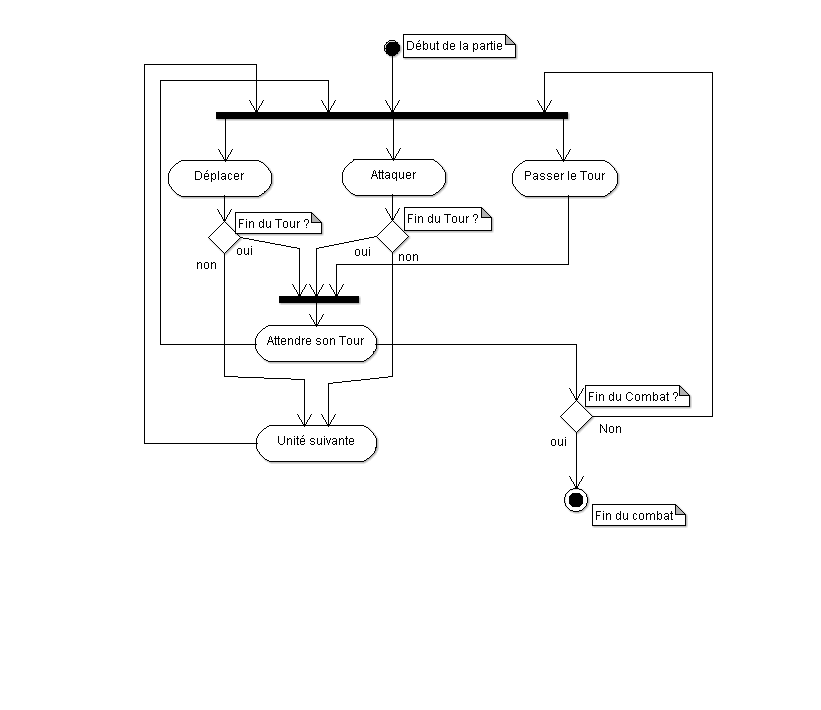 Début de la partie
Déplacer
Attaquer
Passer le Tour
Fin du Tour ?
Fin du Tour ?
oui
oui
non
non
Attendre son Tour
Fin du Combat ?
Non
oui
Unité suivante
Fin du combat